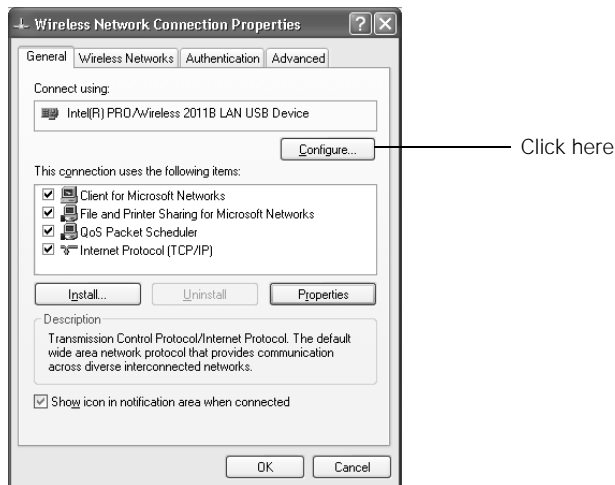 Wireless Network Connection Properties
General Wireless Networks Authentication Advanced
Connect using:
Intel(R) PRO/Wireless 2011B LAN USB Device
Configure...
Click here
This connection uses the following items:
Client for Microsoft Networks
File and Printer Sharing for Microsoft Networks
QoS Packet Scheduler
Internet Protocol (TCP/IP)
Install... Uninstall Properties
Description
Transmission Control Protocol/Internet Protocol. The default
wide area network protocol that provides communication
across diverse interconnected networks.
Show icon in notification area when connected
OK Cancel